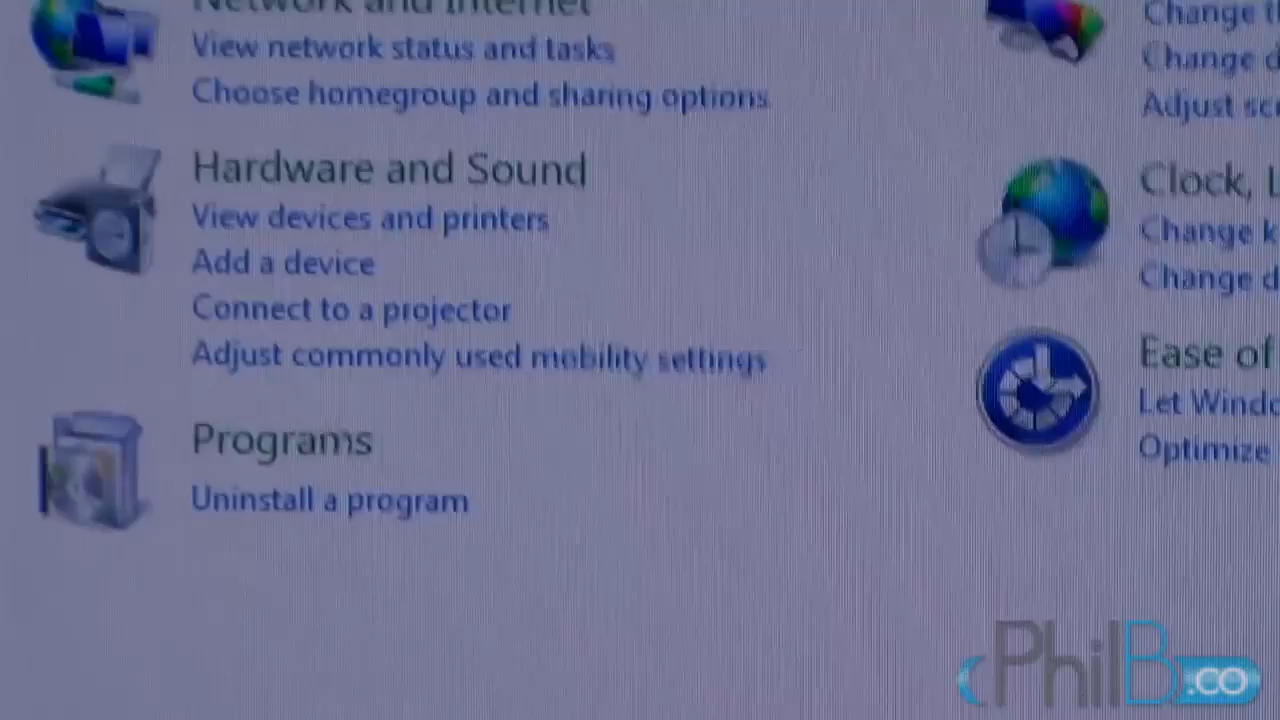 Network and Internet
View network status and tasks
Choose homegroup and sharing options
Hardware and Sound
View devices and printers
Add a device
Connect to a projector
Adjust commonly used mobility settings
Programs
Uninstall a program
Change
Change
Adjust
Clock,
Change
Change
Ease of
Let
Optimize
PhilB.co